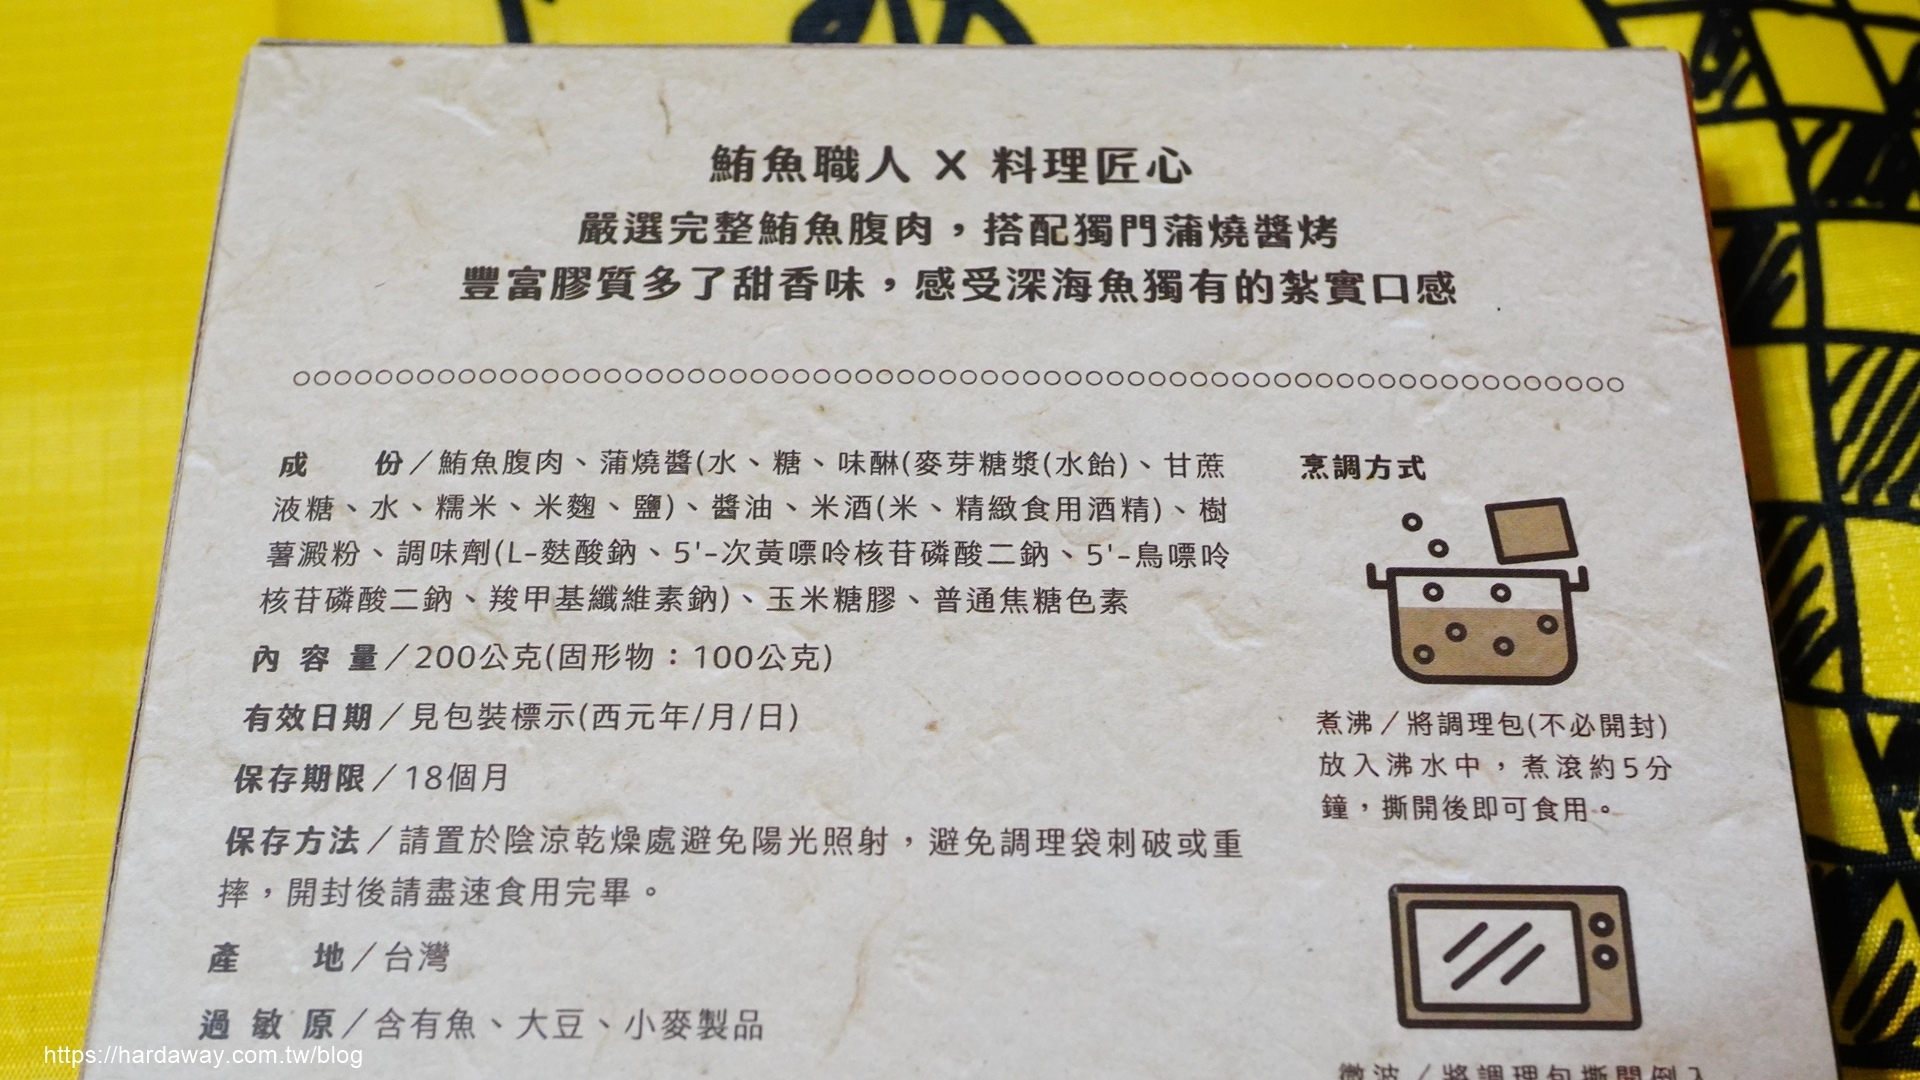 鮪魚職人 X 料理匠心
嚴選完整鮪魚腹肉，搭配獨門蒲燒醬烤
豐富膠質多了甜香味，感受深海魚獨有的紮實口感
成　　份／鮪魚腹肉、蒲燒醬(水、糖、味醂(麥芽糖漿(水飴)、甘蔗
液糖、水、糯米、米麴、鹽)、醬油、米酒(米、精緻食用酒精)、樹
薯澱粉、調味劑(L-麩酸鈉、5'-次黃嘌呤核苷磷酸二鈉、5'-鳥嘌呤
核苷磷酸二鈉、羧甲基纖維素鈉)、玉米糖膠、普通焦糖色素
內 容 量／200公克(固形物：100公克)
有效日期／見包裝標示(西元年/月/日)
保存期限／18個月
保存方法／請置於陰涼乾燥處避免陽光照射，避免調理袋刺破或重
摔，開封後請盡速食用完畢。
產　　地／台灣
過 敏 原／含有魚、大豆、小麥製品
烹調方式
煮沸／將調理包(不必開封)
放入沸水中，煮滾約5分
鐘，撕開後即可食用。
微波／將調理包撕開倒入
https://hardaway.com.tw/blog